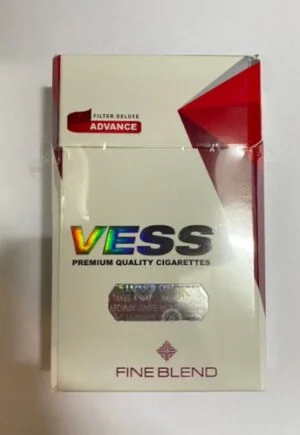 FILTER DELUXE
ADVANCE
VESS
PREMIUM QUALITY CIGARETTES
FINE BLEND